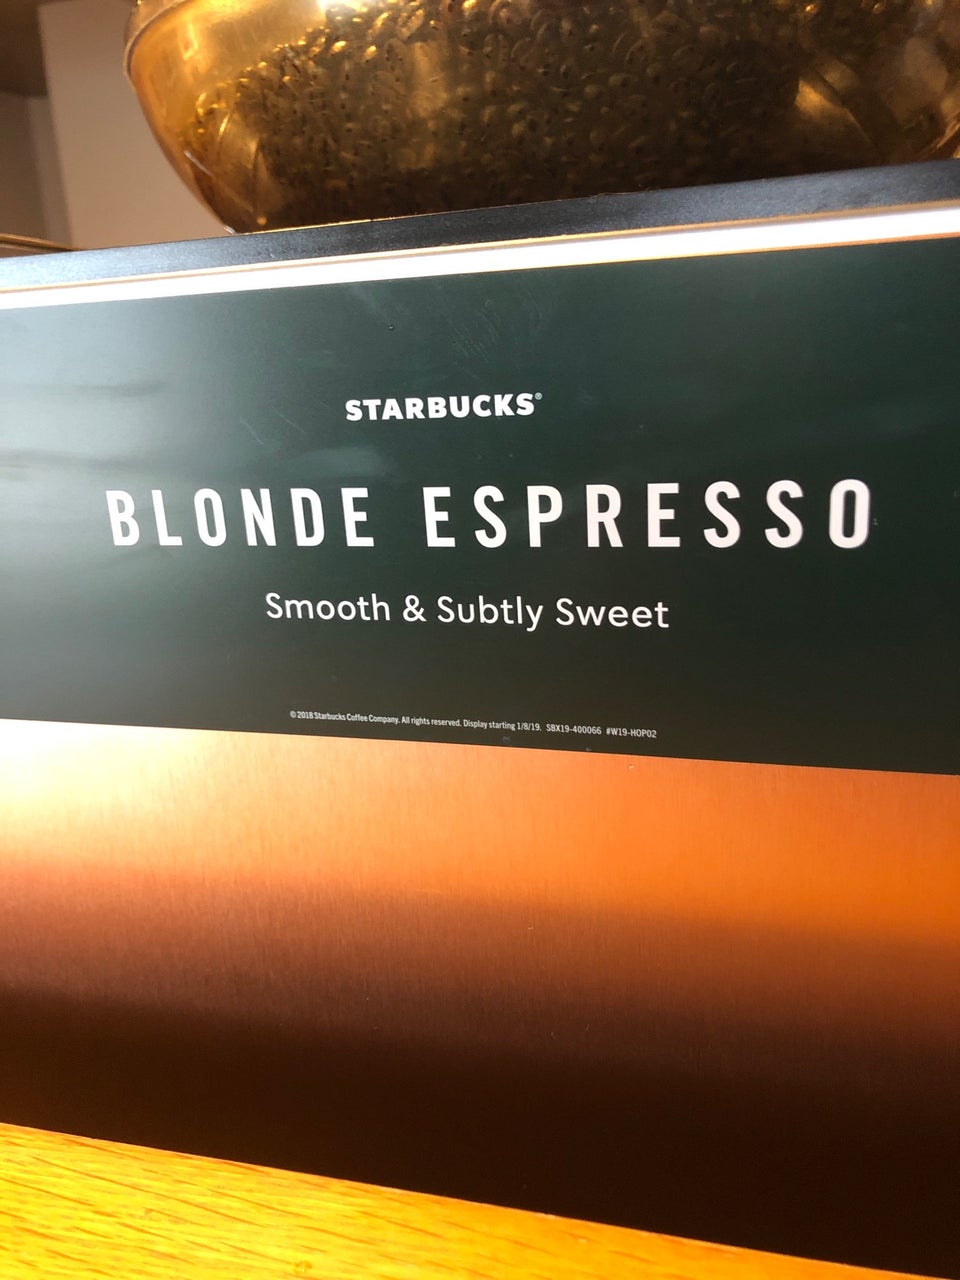 STARBUCKS®
BLONDE ESPRESSO
Smooth & Subtly Sweet
© 2018 Starbucks Coffee Company. All rights reserved. Display starting 1/8/19. SBX19-400066 #W19-HOP02